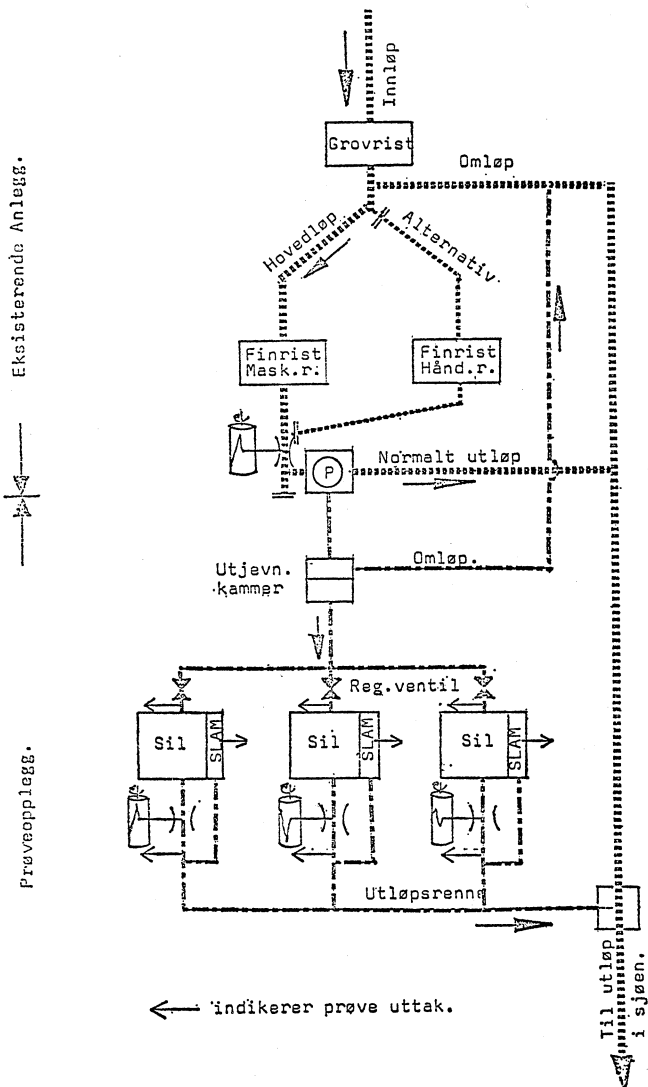 Innløp
Grovrist
Omløp
Eksisterende Anlegg.
Hovedløp
Alternativ.
Finrist
Mask.r.
Finrist
Hånd.r.
P
Normalt utløp
Utjevn.
kammer
Omløp.
Reg.ventil
Prøveopplegg.
Sil
SLAM
Sil
SLAM
Sil
SLAM
Utløpsrenne
Til utløp
i sjøen.
indikerer prøve uttak.